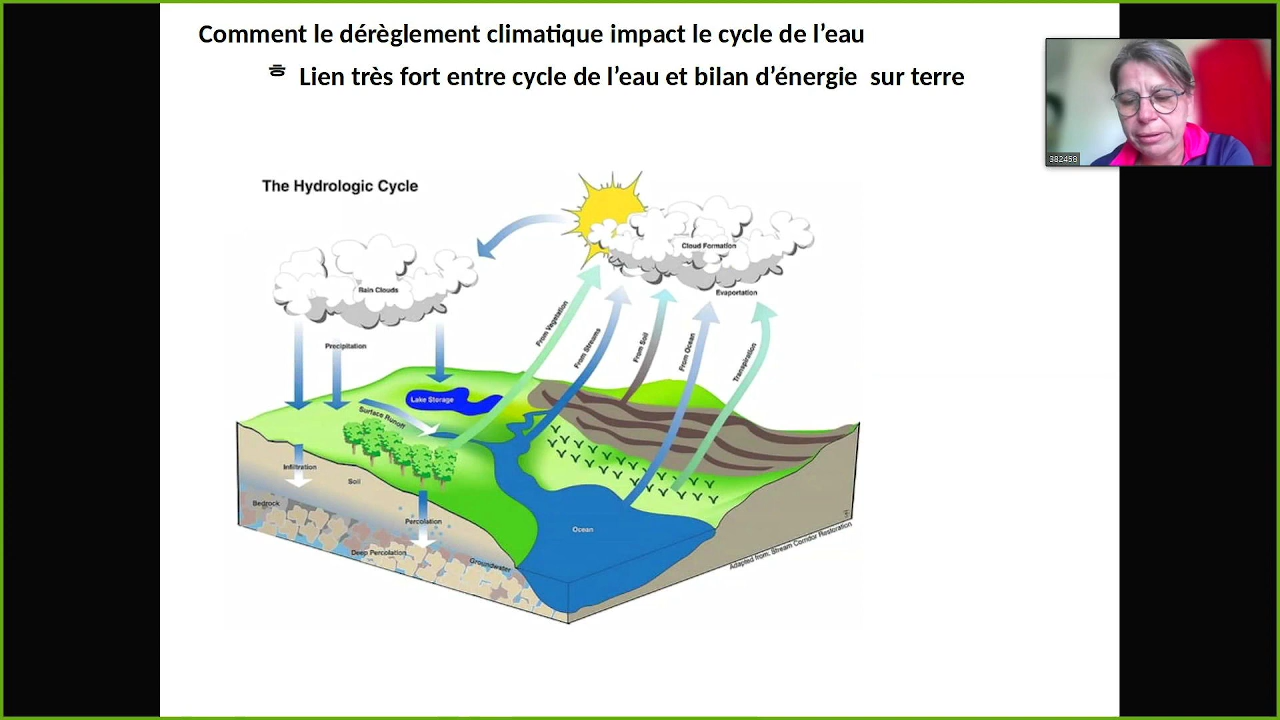 Comment le dérèglement climatique impact le cycle de l’eau
ㅎ Lien très fort entre cycle de l’eau et bilan d’énergie  sur terre
382458
The Hydrologic Cycle
Cloud Formation
Rain Clouds
Evaportation
Precipitation
From Vegetation
From Streams
From Soil
From Ocean
Transpiration
Lake Storage
Surface Runoff
Infiltration
Soil
Bedrock
Percolation
Ocean
Deep Percolation
Groundwater
Adapted from: Stream Corridor Restoration